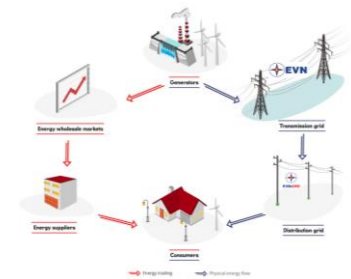 Generators
EVN
Energy wholesale markets
Transmission grid
Energy suppliers
Consumers
Distribution grid
Energy trading
Physical energy flow